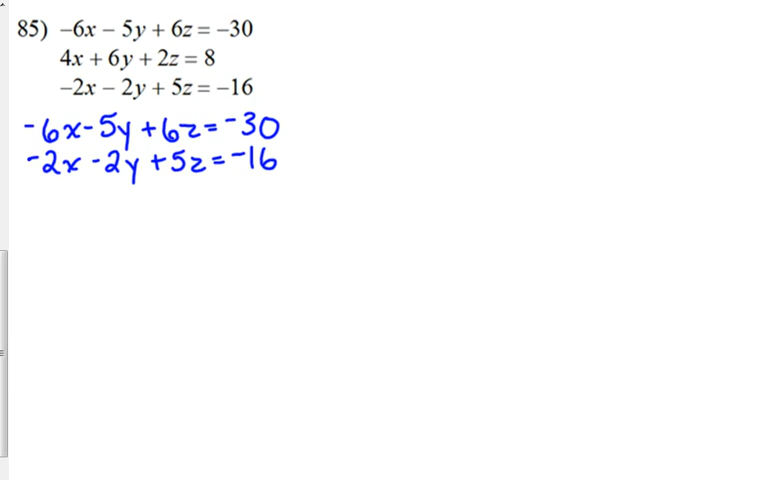 85) –6x – 5y + 6z = –30
4x + 6y + 2z = 8
–2x – 2y + 5z = –16
-6x-5y+6z=-30
-2x-2y+5z=-16